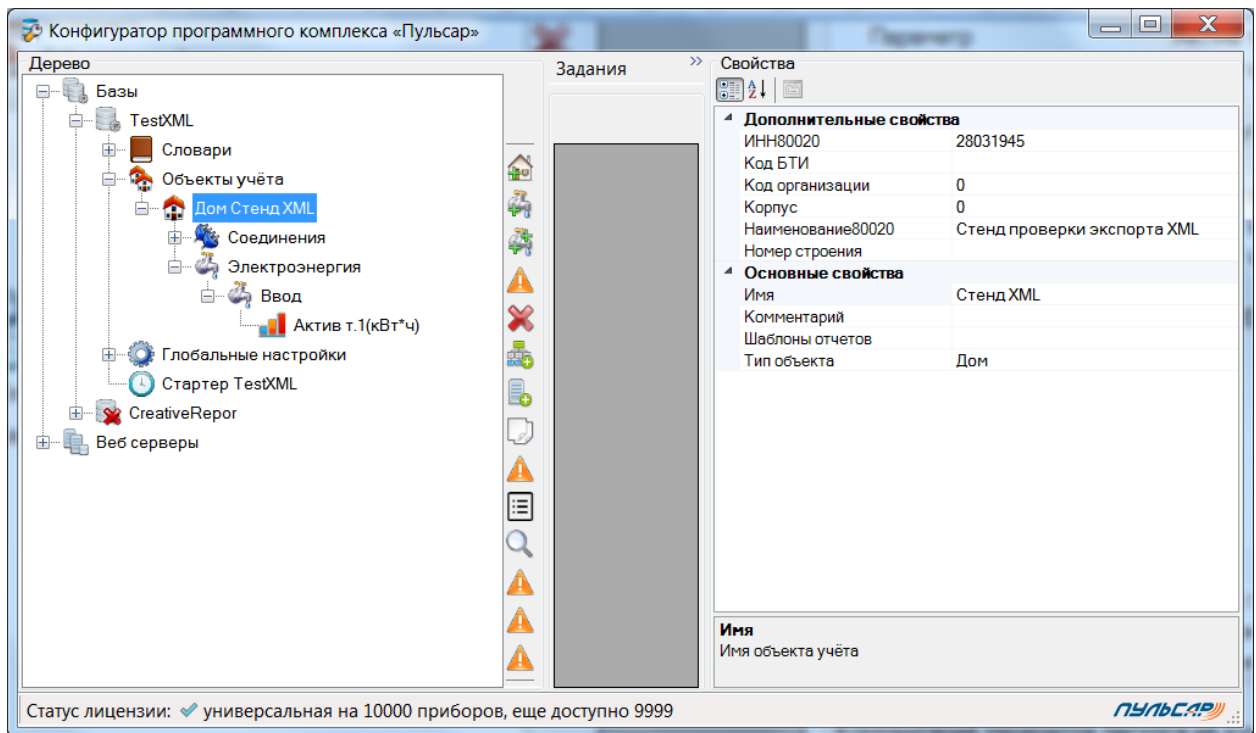 Конфигуратор программного комплекса «Пульсар»
Дерево
Базы
TestXML
Словари
Объекты учёта
Дом Стенд XML
Соединения
Электроэнергия
Ввод
Актив т.1(кВт*ч)
Глобальные настройки
Стартер TestXML
CreativeRepor
Веб серверы
Задания
Свойства
Дополнительные свойства
ИНН80020 28031945
Код БТИ
Код организации 0
Корпус 0
Наименование80020 Стенд проверки экспорта XML
Номер строения
Основные свойства
Имя Стенд XML
Комментарий
Шаблоны отчетов
Тип объекта Дом
Имя
Имя объекта учёта
Статус лицензии: универсальная на 10000 приборов, еще доступно 9999
ПУЛЬСАР